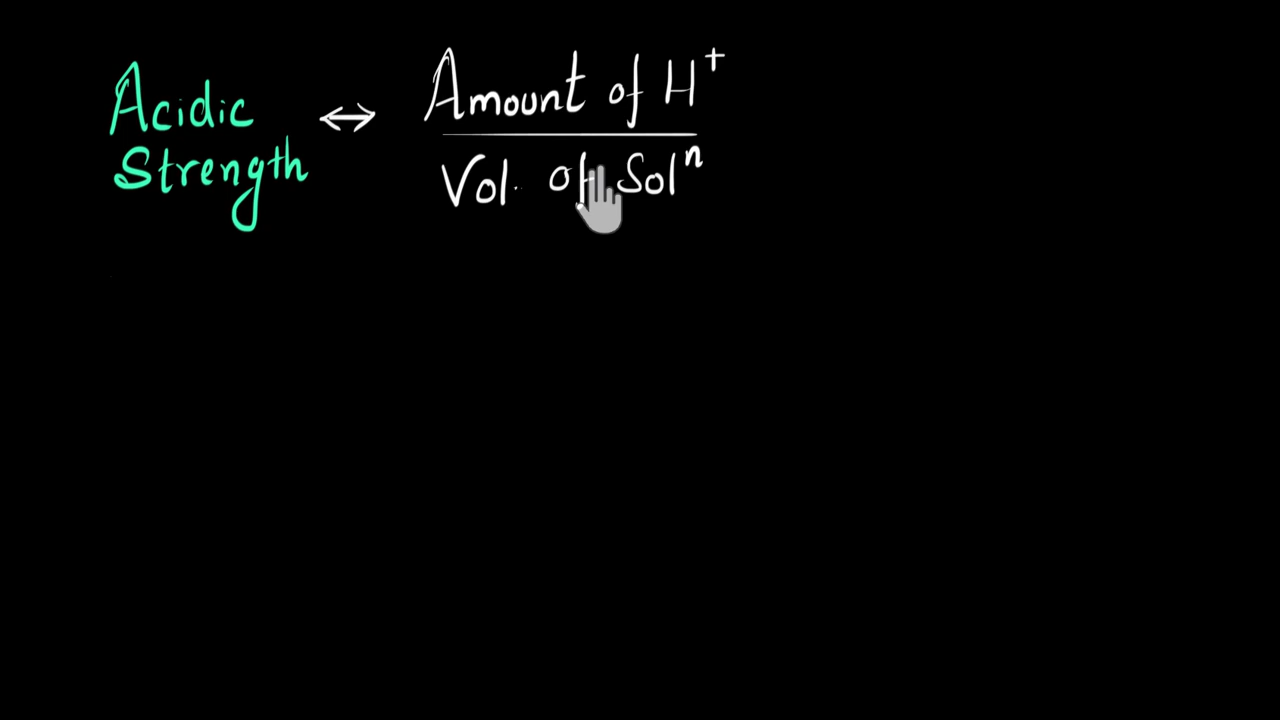 Acidic
Strength
↔
Amount of H⁺
Vol. of Solⁿ